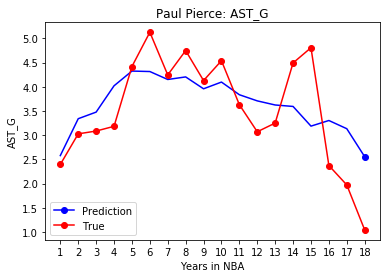 Paul Pierce: AST_G
AST_G
5.0
4.5
4.0
3.5
3.0
2.5
2.0
1.5
1.0
Prediction
True
1 2 3 4 5 6 7 8 9 10 11 12 13 14 15 16 17 18
Years in NBA